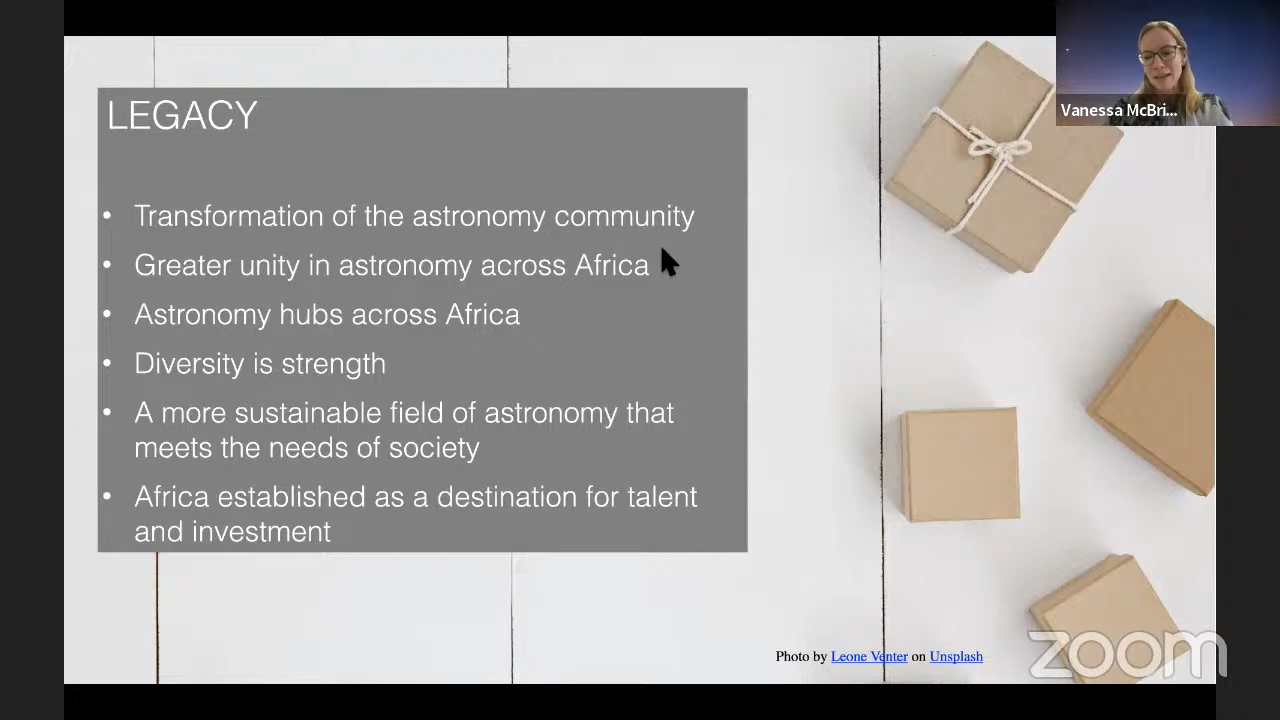 LEGACY
• Transformation of the astronomy community
• Greater unity in astronomy across Africa
• Astronomy hubs across Africa
• Diversity is strength
• A more sustainable field of astronomy that
meets the needs of society
• Africa established as a destination for talent
and investment
Vanessa McBri...
Photo by Leone Venter on Unsplash
zoom